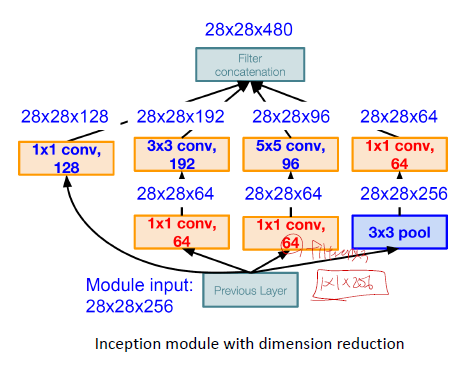 28x28x480
Filter
concatenation
28x28x128
28x28x192
28x28x96
28x28x64
1x1 conv,
128
3x3 conv,
192
5x5 conv,
96
1x1 conv,
64
28x28x64
28x28x64
28x28x256
1x1 conv,
64
1x1 conv,
64
3x3 pool
Module input:
28x28x256
Previous Layer
1x1x256
Inception module with dimension reduction